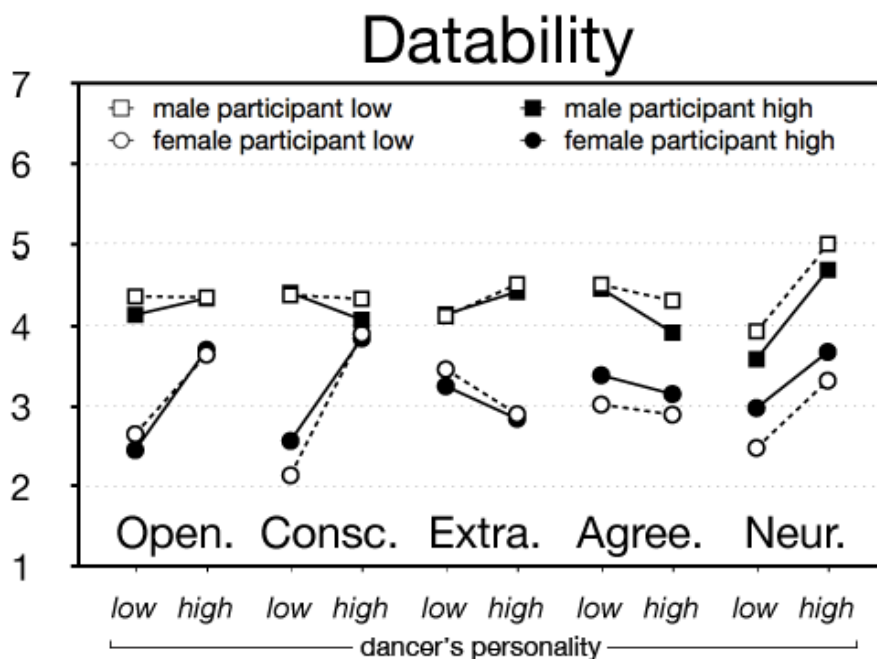 Datability
7
male participant low male participant high
female participant low female participant high
6
5
4
3
2
Open. Consc. Extra. Agree. Neur.
1
low high low high low high low high low high
dancer's personality